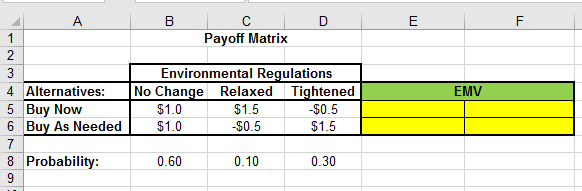 A B C D E F
1 Payoff Matrix
2
3 Environmental Regulations
4 Alternatives: No Change Relaxed Tightened EMV
5 Buy Now $1.0 $1.5 -$0.5
6 Buy As Needed $1.0 -$0.5 $1.5
7
8 Probability: 0.60 0.10 0.30
9